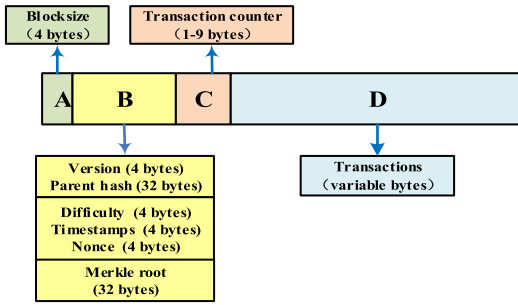 Blocksize
（4 bytes）
Transaction counter
(1-9 bytes)
A
B
C
D
Version (4 bytes)
Parent hash (32 bytes)
Difficulty (4 bytes)
Timestamps (4 bytes)
Nonce (4 bytes)
Merkle root
(32 bytes)
Transactions
（variable bytes）